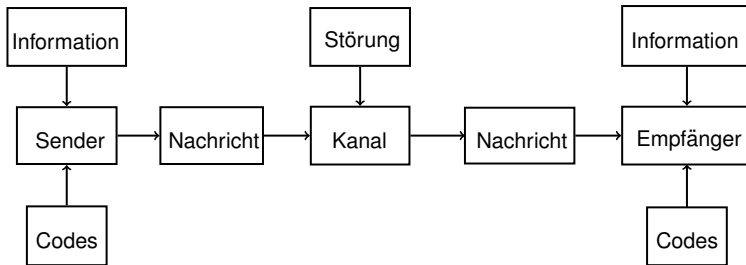 Information
Störung
Information
Sender
Nachricht
Kanal
Nachricht
Empfänger
Codes
Codes